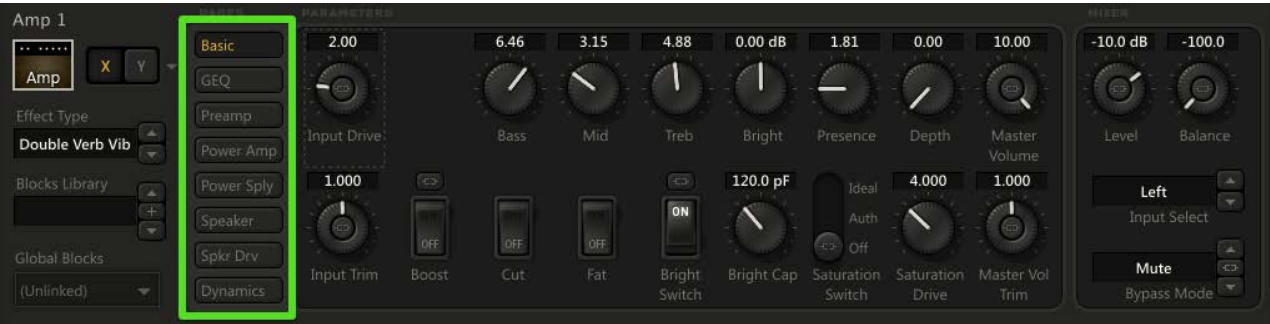 Amp 1
Amp
X
Y
Effect Type
Double Verb Vib
Blocks Library
Global Blocks
(Unlinked)
PAGES
Basic
GEQ
Preamp
Power Amp
Power Sply
Speaker
Spkr Drv
Dynamics
PARAMETERS
2.00 6.46 3.15 4.88 0.00 dB 1.81 0.00 10.00
Input Drive Bass Mid Treb Bright Presence Depth Master
Volume
1.000 120.0 pF 4.000 1.000
Ideal
Auth
Off
OFF OFF OFF ON
Input Trim Boost Cut Fat Bright Bright Cap Saturation Saturation Master Vol
Switch Switch Drive Trim
MIXER
-10.0 dB -100.0
Level Balance
Left
Input Select
Mute
Bypass Mode